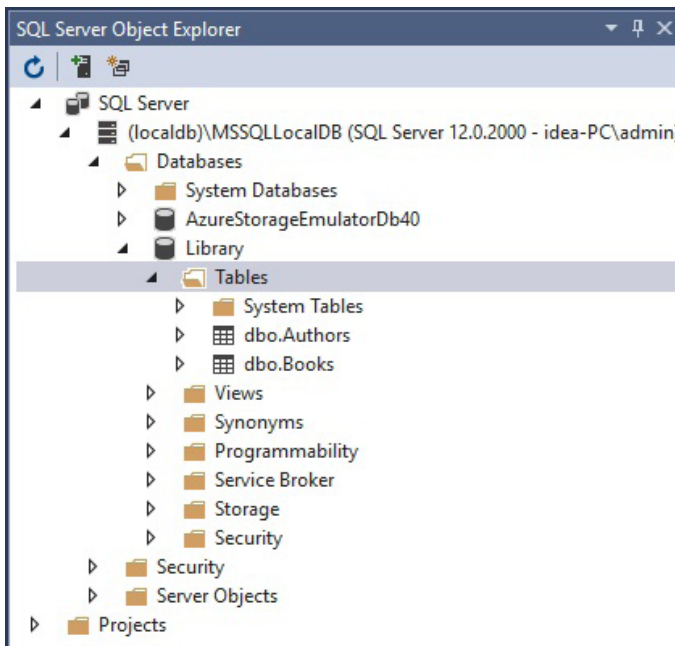 SQL Server Object Explorer
SQL Server
(localdb)\MSSQLLocalDB (SQL Server 12.0.2000 - idea-PC\admin)
Databases
System Databases
AzureStorageEmulatorDb40
Library
Tables
System Tables
dbo.Authors
dbo.Books
Views
Synonyms
Programmability
Service Broker
Storage
Security
Security
Server Objects
Projects